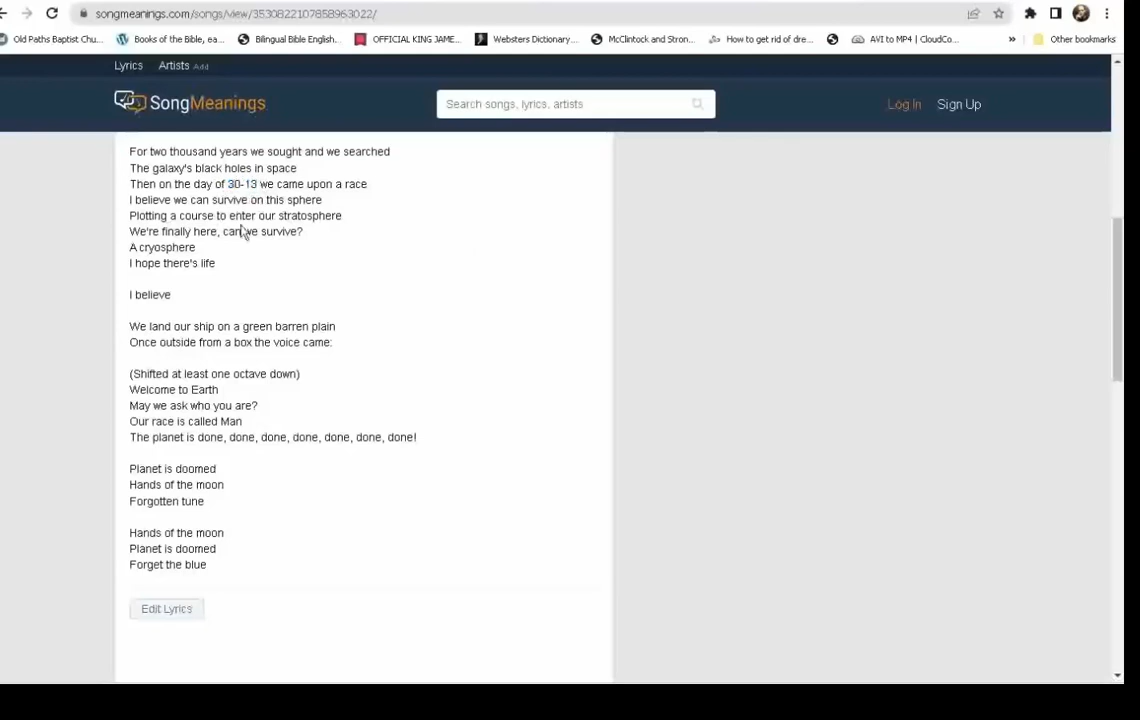 songmeanings.com/songs/view/3530822107858963022/
Old Paths Baptist Chu... Books of the Bible, ea... Bilingual Bible English... OFFICIAL KING JAME... Websters Dictionary... McClintock and Stron... How to get rid of dre... AVI to MP4 | CloudCo... » Other bookmarks
Lyrics Artists Add
SongMeanings Search songs, lyrics, artists Log In Sign Up
For two thousand years we sought and we searched
The galaxy's black holes in space
Then on the day of 30-13 we came upon a race
I believe we can survive on this sphere
Plotting a course to enter our stratosphere
We're finally here, can we survive?
A cryosphere
I hope there's life
I believe
We land our ship on a green barren plain
Once outside from a box the voice came:
(Shifted at least one octave down)
Welcome to Earth
May we ask who you are?
Our race is called Man
The planet is done, done, done, done, done, done, done!
Planet is doomed
Hands of the moon
Forgotten tune
Hands of the moon
Planet is doomed
Forget the blue
Edit Lyrics